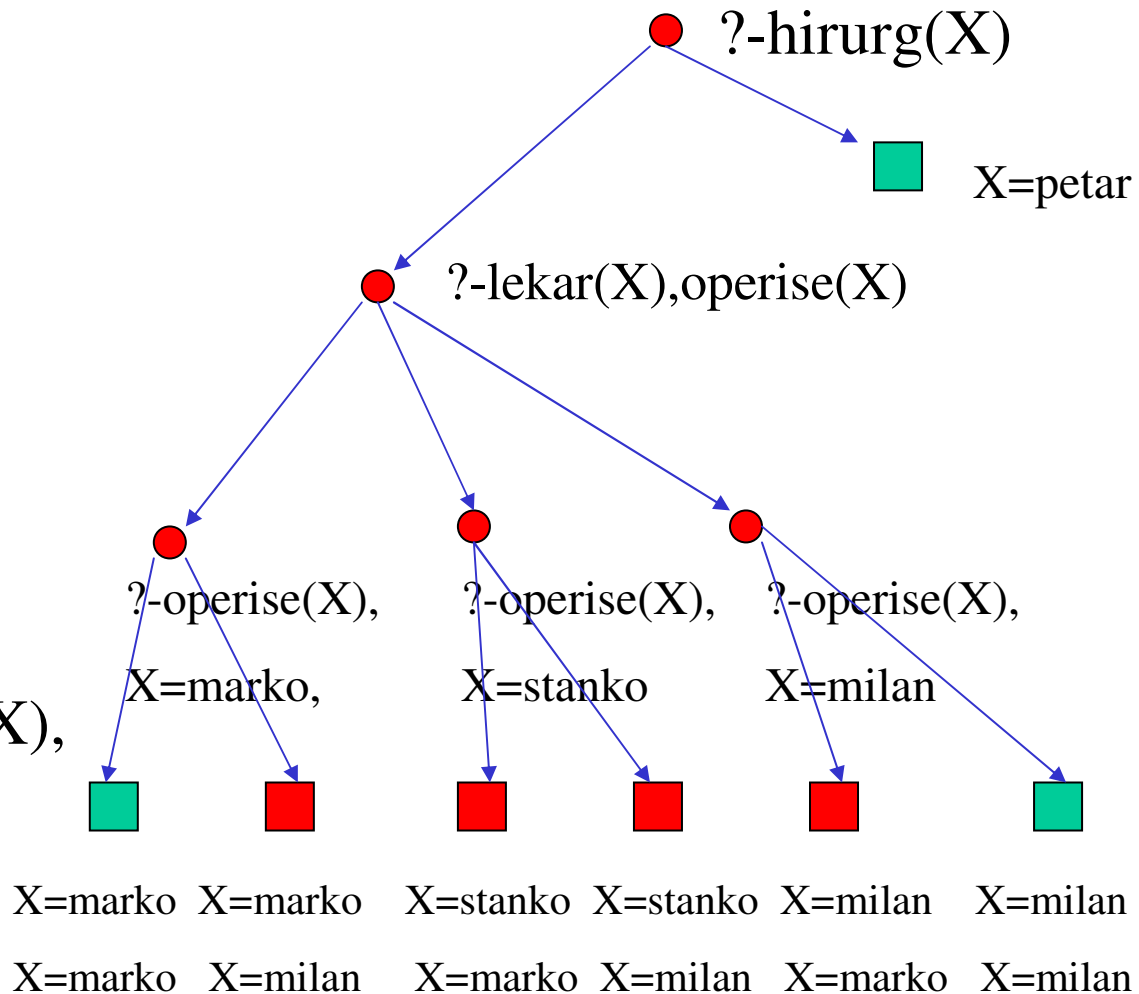 ?-hirurg(X)
X=petar
?-lekar(X),operise(X)
?-operise(X), ?-operise(X), ?-operise(X),
X=marko, X=stanko X=milan
X),
X=marko X=marko X=stanko X=stanko X=milan X=milan
X=marko X=milan X=marko X=milan X=marko X=milan